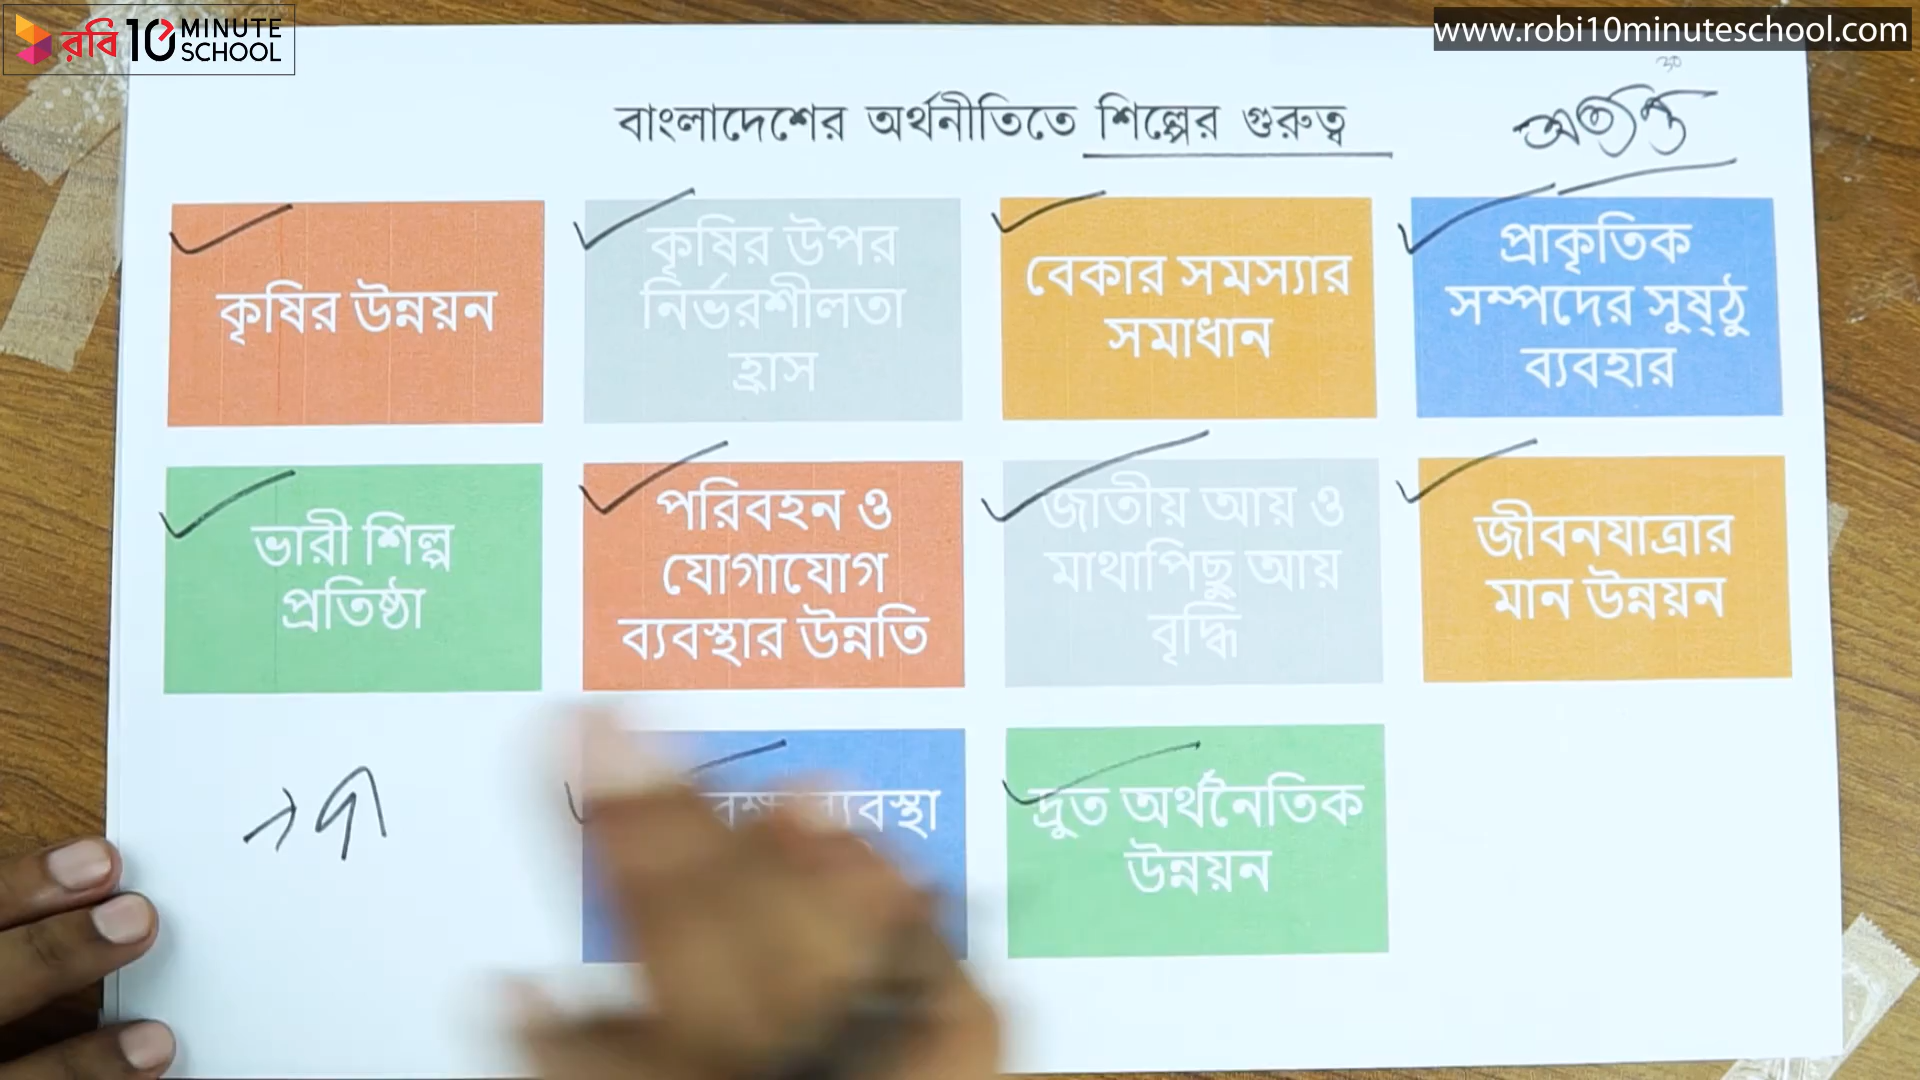 রবি 10 MINUTE SCHOOL
www.robi10minuteschool.com
বাংলাদেশের অর্থনীতিতে শিল্পের গুরুত্ব
কৃষির উন্নয়ন
কৃষির উপর
নির্ভরশীলতা
হ্রাস
বেকার সমস্যার
সমাধান
প্রাকৃতিক
সম্পদের সুষ্ঠু
ব্যবহার
ভারী শিল্প
প্রতিষ্ঠা
পরিবহন ও
যোগাযোগ
ব্যবস্থার উন্নতি
জাতীয় আয় ও
মাথাপিছু আয়
বৃদ্ধি
জীবনযাত্রার
মান উন্নয়ন
দ্রুত অর্থনৈতিক
উন্নয়ন